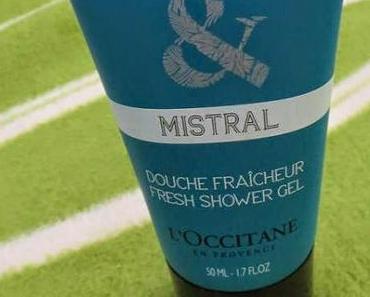 &
MISTRAL
DOUCHE FRAÎCHEUR
FRESH SHOWER GEL
L'OCCITANE
EN PROVENCE
50 ML - 1.7 FL.OZ